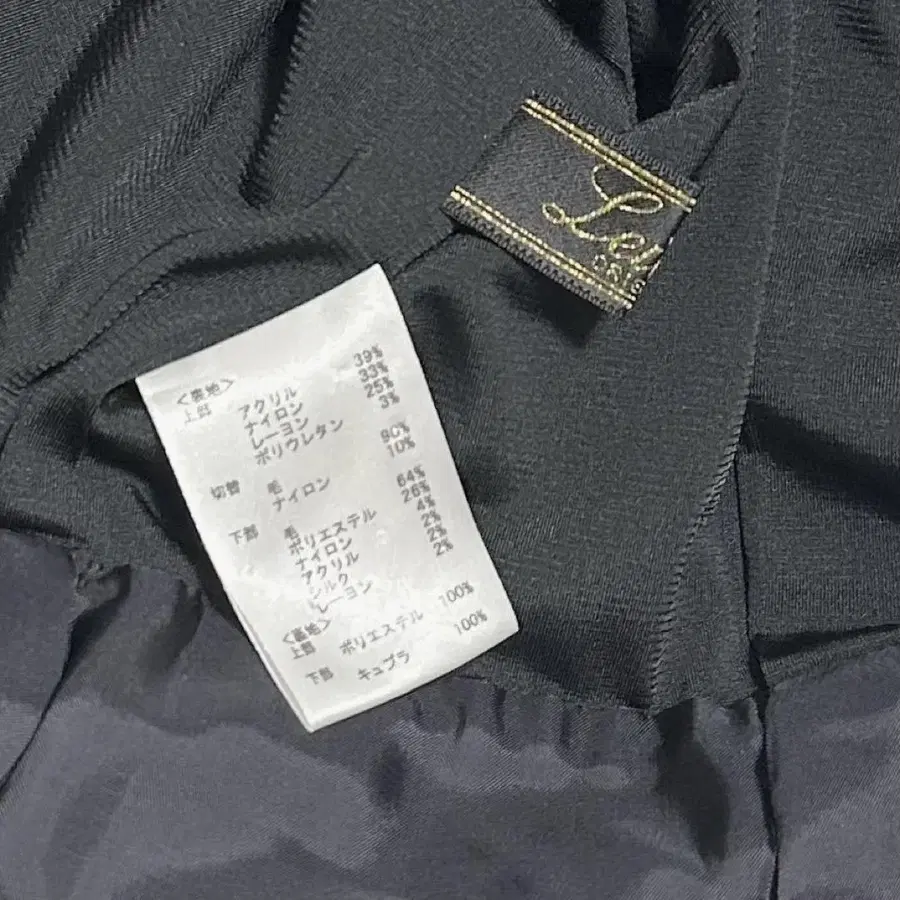 Le
<表地>
上部 アクリル 39%
ナイロン 33%
レーヨン 25%
ポリウレタン 3%
切替 毛 90%
ナイロン 10%
下部 毛 64%
ポリエステル 26%
ナイロン 4%
アクリル 2%
シルク 2%
レーヨン 2%
<裏地>
上部 ポリエステル 100%
下部 キュプラ 100%